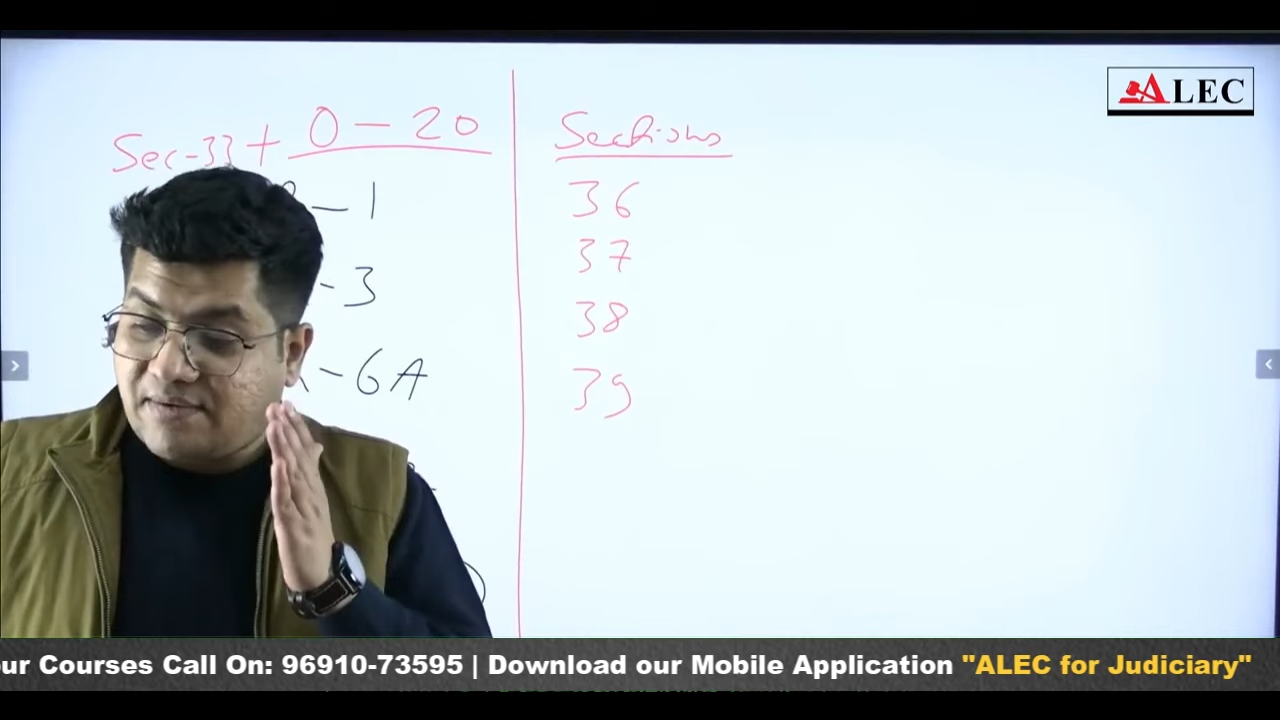 ALEC
Sec-33 + 0 - 20
- 1
- 3
- 6A
Sections
36
37
38
39
ur Courses Call On: 96910-73595 | Download our Mobile Application "ALEC for Judiciary"